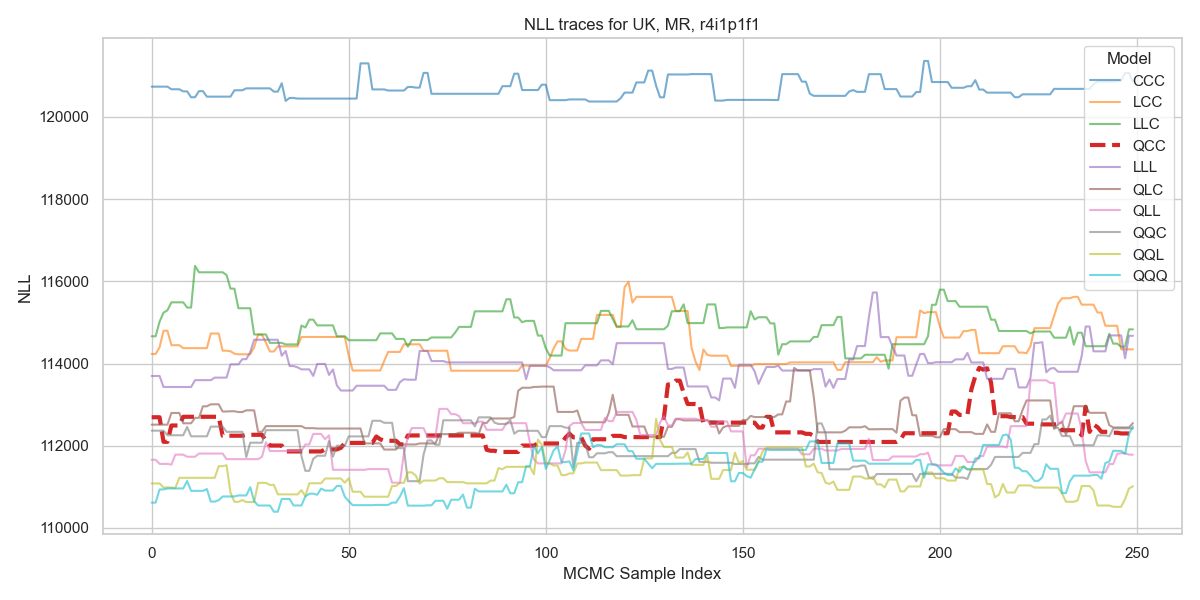 NLL traces for UK, MR, r4i1p1f1
Model
CCC
LCC
LLC
QCC
LLL
QLC
QLL
QQC
QQL
QQQ
NLL
120000
118000
116000
114000
112000
110000
0 50 100 150 200 250
MCMC Sample Index